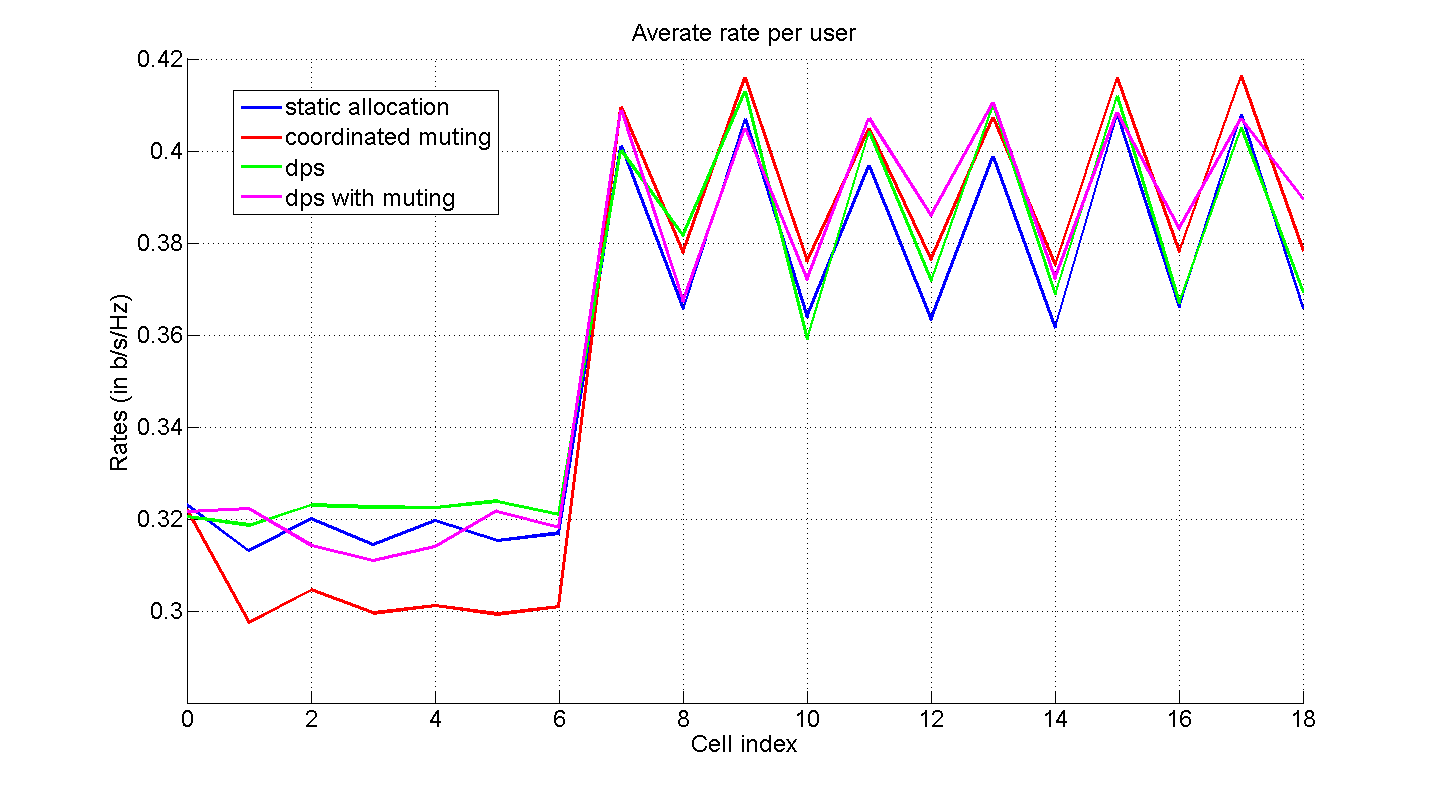 Averate rate per user
0.42
static allocation
coordinated muting
dps
dps with muting
0.4
0.38
0.36
0.34
0.32
0.3
Rates (in b/s/Hz)
0 2 4 6 8 10 12 14 16 18
Cell index